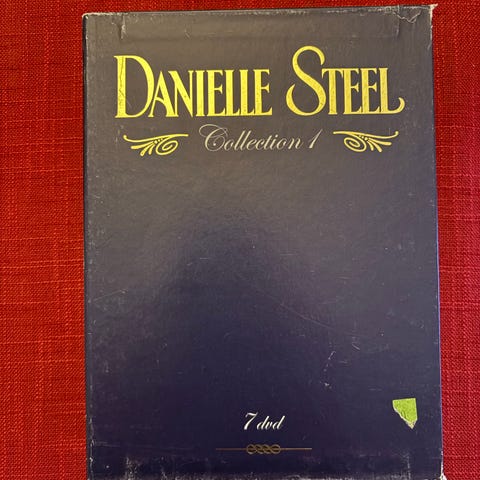 DANIELLE STEEL
Collection 1
7 dvd